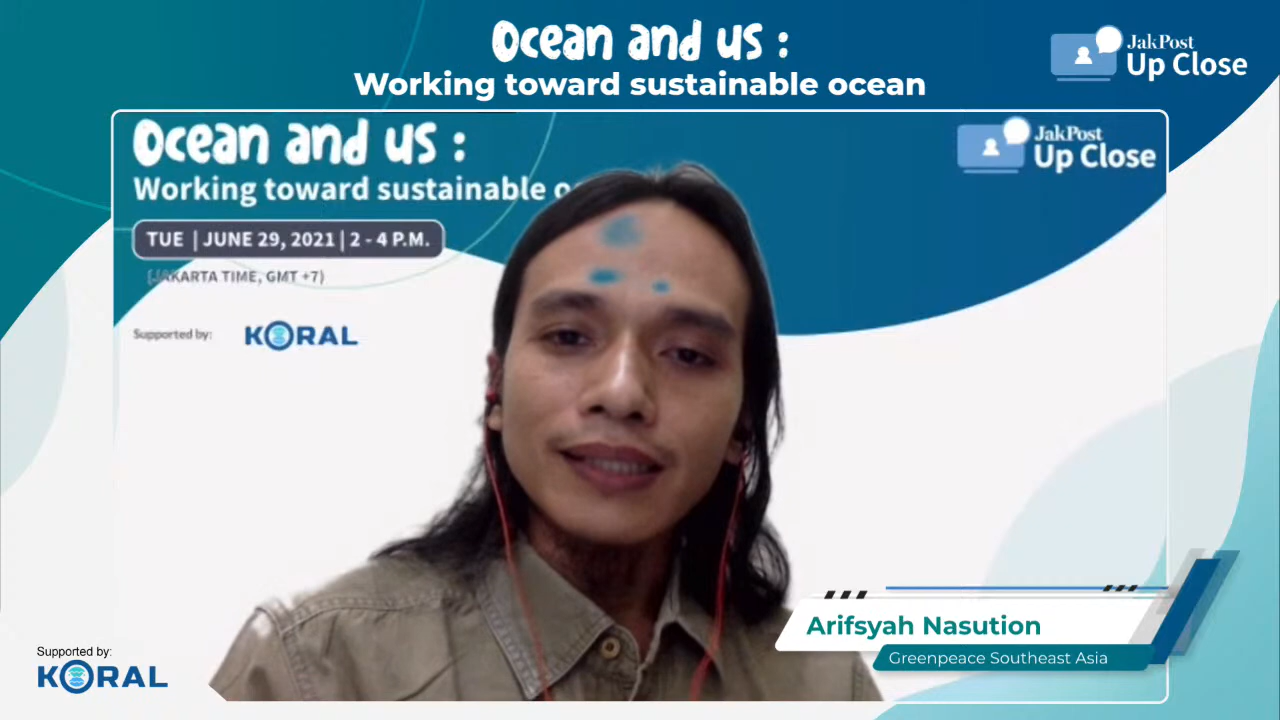 Ocean and us :
Working toward sustainable ocean
JakPost
Up Close
Ocean and us :
Working toward sustainable o
JakPost
Up Close
TUE | JUNE 29, 2021 | 2 - 4 P.M.
(JAKARTA TIME, GMT +7)
Supported by:
KORAL
Arifsyah Nasution
Greenpeace Southeast Asia
Supported by:
KORAL